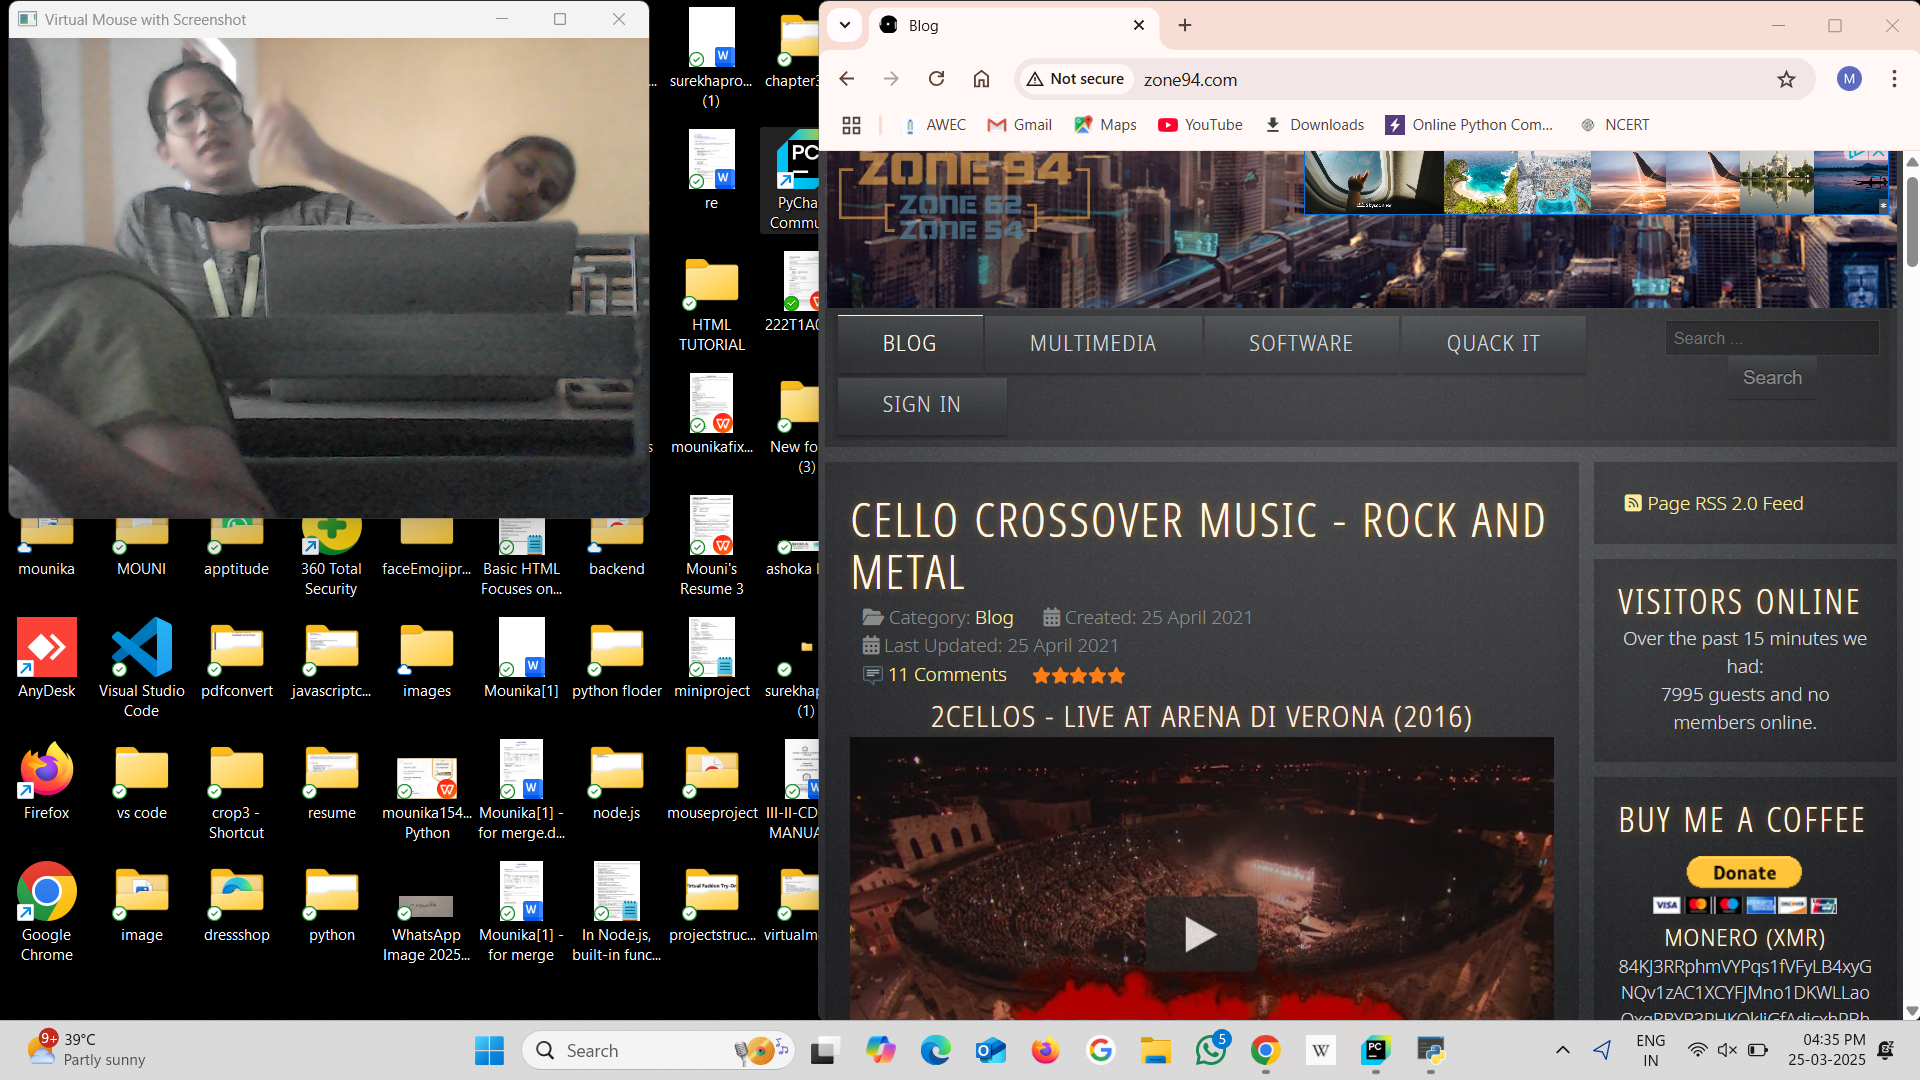 Virtual Mouse with Screenshot
surekhapro...
(1)
chapter3
re
PyCha
Commu
HTML
TUTORIAL
222T1A0
mounikafix...
New fo
(3)
mounika
MOUNI
apptitude
360 Total
Security
faceEmojipr...
Basic HTML
Focuses on...
backend
Mouni's
Resume 3
ashoka
AnyDesk
Visual Studio
Code
pdfconvert
javascriptc...
images
Mounika[1]
python floder
miniproject
surekhap
(1)
Firefox
vs code
crop3 -
Shortcut
resume
mounika154...
Python
Mounika[1] -
for merge.d...
node.js
mouseproject
III-II-CD
MANUA
Google
Chrome
image
dressshop
python
WhatsApp
Image 2025...
Mounika[1] -
for merge
In Node.js,
built-in func...
projectstruc...
virtualm
Blog
Not secure
zone94.com
M
AWEC
Gmail
Maps
YouTube
Downloads
Online Python Com...
NCERT
ZONE 94
ZONE 62
ZONE 54
BLOG
MULTIMEDIA
SOFTWARE
QUACK IT
SIGN IN
Search ...
Search
CELLO CROSSOVER MUSIC - ROCK AND
METAL
Category: Blog Created: 25 April 2021
Last Updated: 25 April 2021
11 Comments
2CELLOS - LIVE AT ARENA DI VERONA (2016)
Page RSS 2.0 Feed
VISITORS ONLINE
Over the past 15 minutes we
had:
7995 guests and no
members online.
BUY ME A COFFEE
Donate
VISA
MONERO (XMR)
84KJ3RRphmVYPqs1fVFyLB4xyG
NQv1zAC1XCYFJMno1DKWLLao
9+
39°C
Partly sunny
Search
5
W
PC
ENG
IN
04:35 PM
25-03-2025